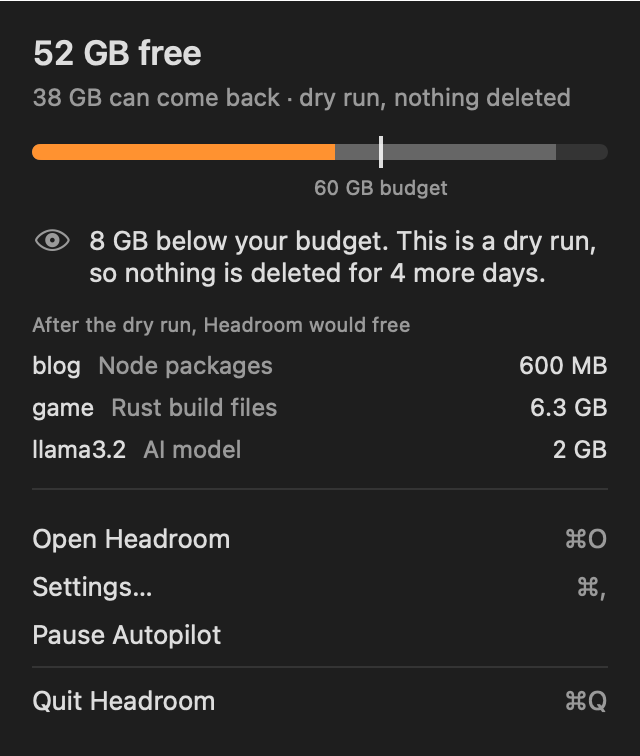 52 GB free
38 GB can come back · dry run, nothing deleted
60 GB budget
8 GB below your budget. This is a dry run,
so nothing is deleted for 4 more days.
After the dry run, Headroom would free
blog Node packages 600 MB
game Rust build files 6.3 GB
llama3.2 AI model 2 GB
Open Headroom ⌘O
Settings... ⌘,
Pause Autopilot
Quit Headroom ⌘Q